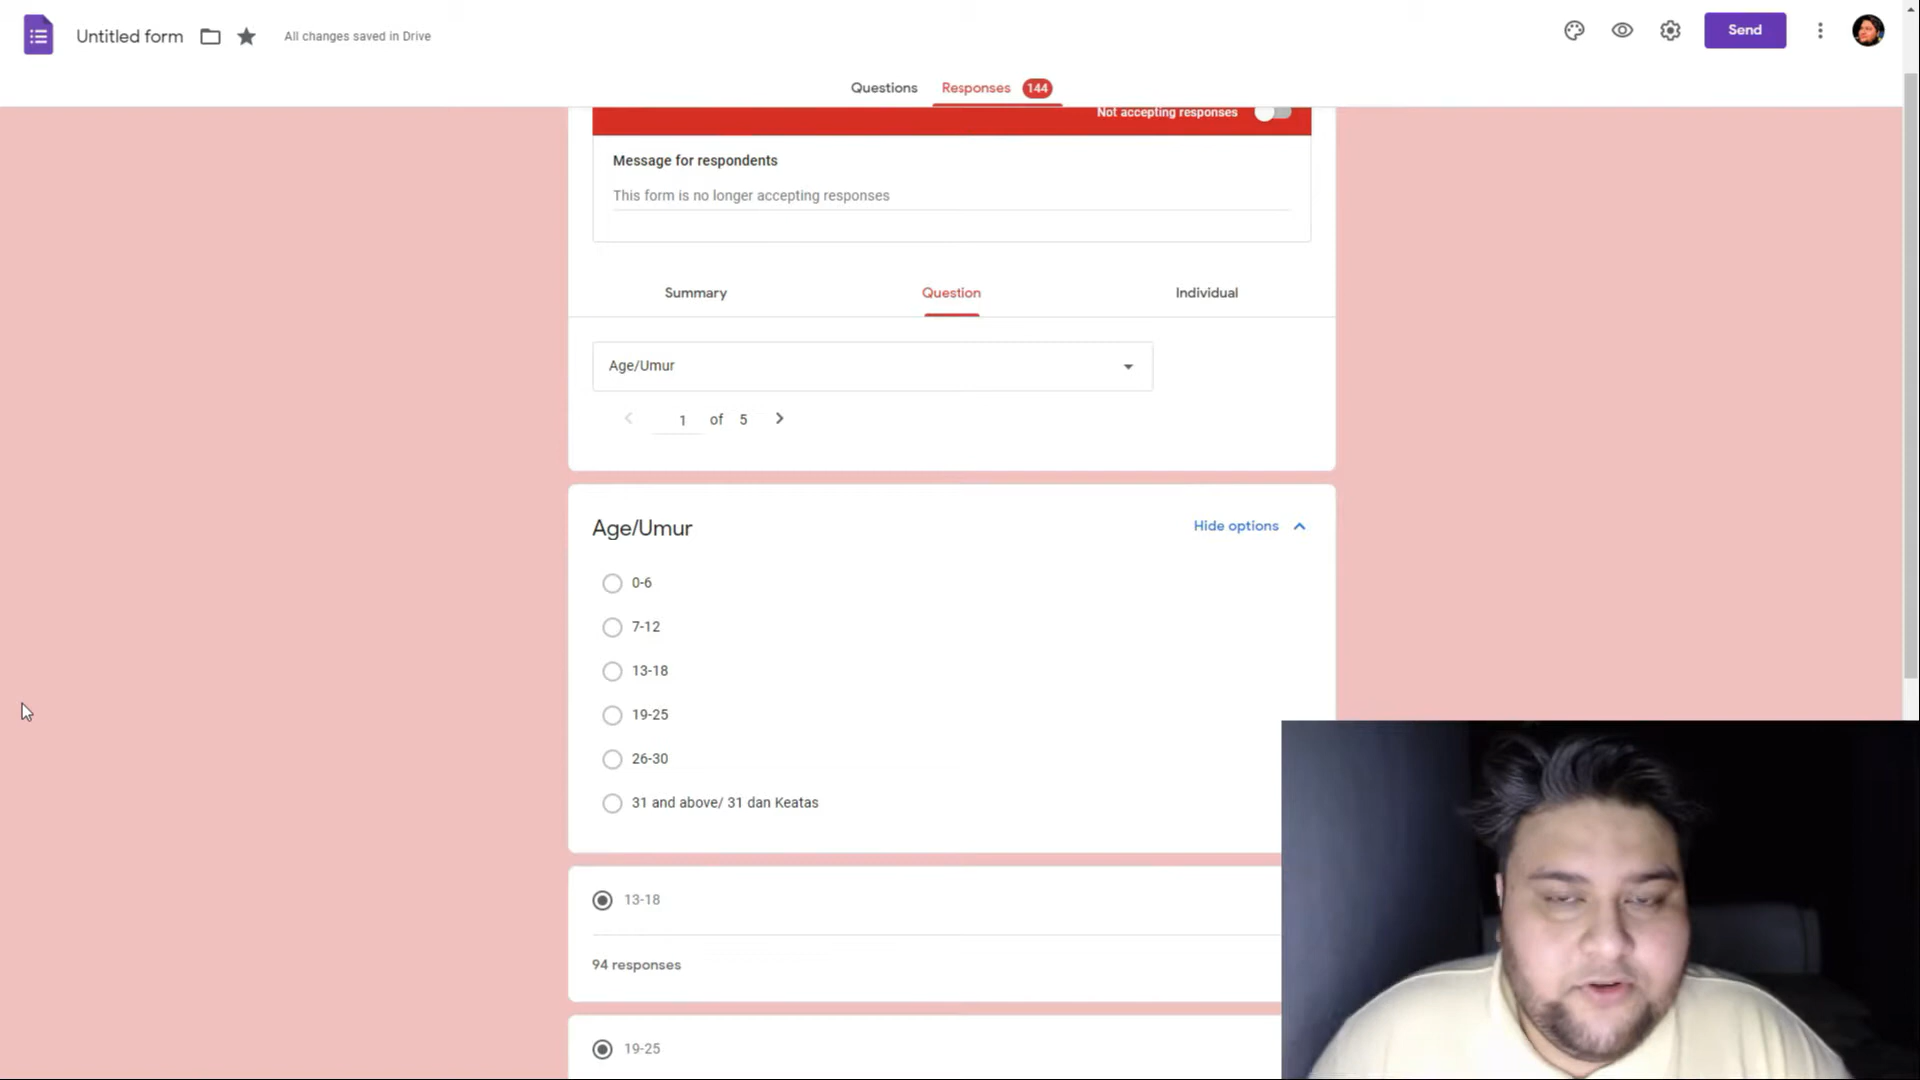 Untitled form
All changes saved in Drive
Send
Questions
Responses 144
Not accepting responses
Message for respondents
This form is no longer accepting responses
Summary
Question
Individual
Age/Umur
1 of 5
Age/Umur
Hide options
0-6
7-12
13-18
19-25
26-30
31 and above/ 31 dan Keatas
13-18
94 responses
19-25